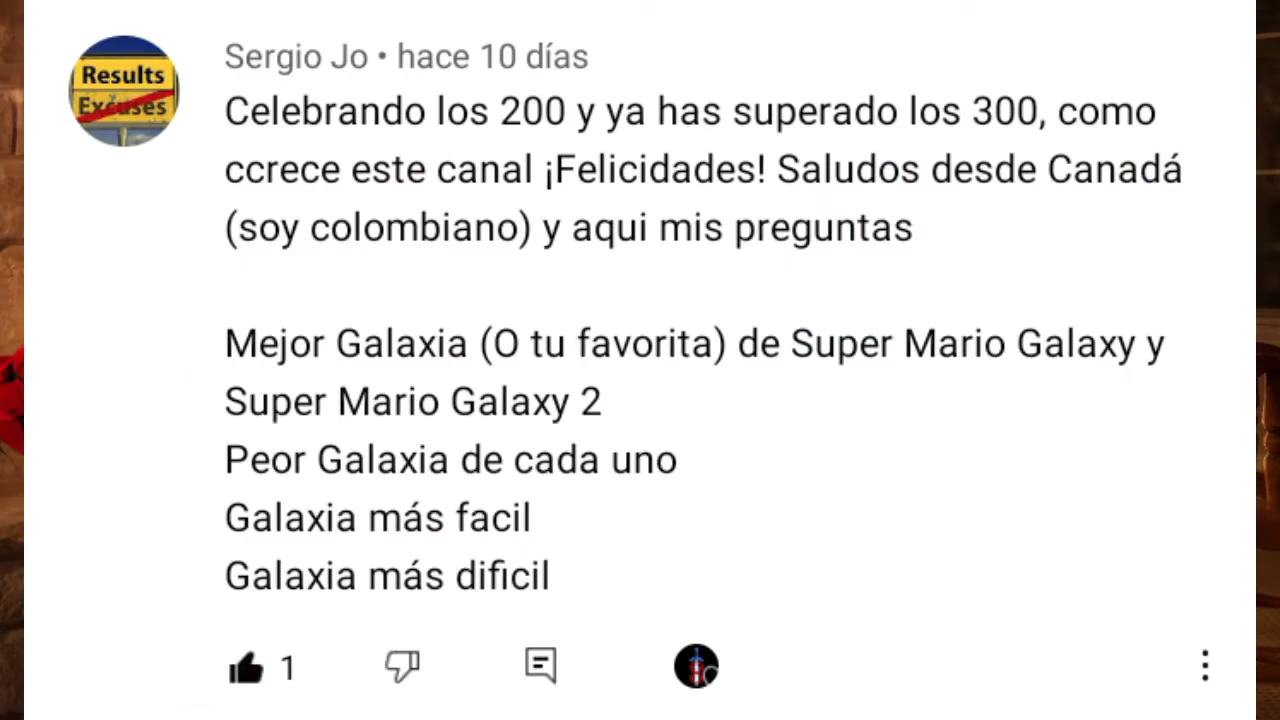 Results
Excuses
Sergio Jo • hace 10 días
Celebrando los 200 y ya has superado los 300, como
ccrece este canal ¡Felicidades! Saludos desde Canadá
(soy colombiano) y aqui mis preguntas
Mejor Galaxia (O tu favorita) de Super Mario Galaxy y
Super Mario Galaxy 2
Peor Galaxia de cada uno
Galaxia más facil
Galaxia más dificil
1